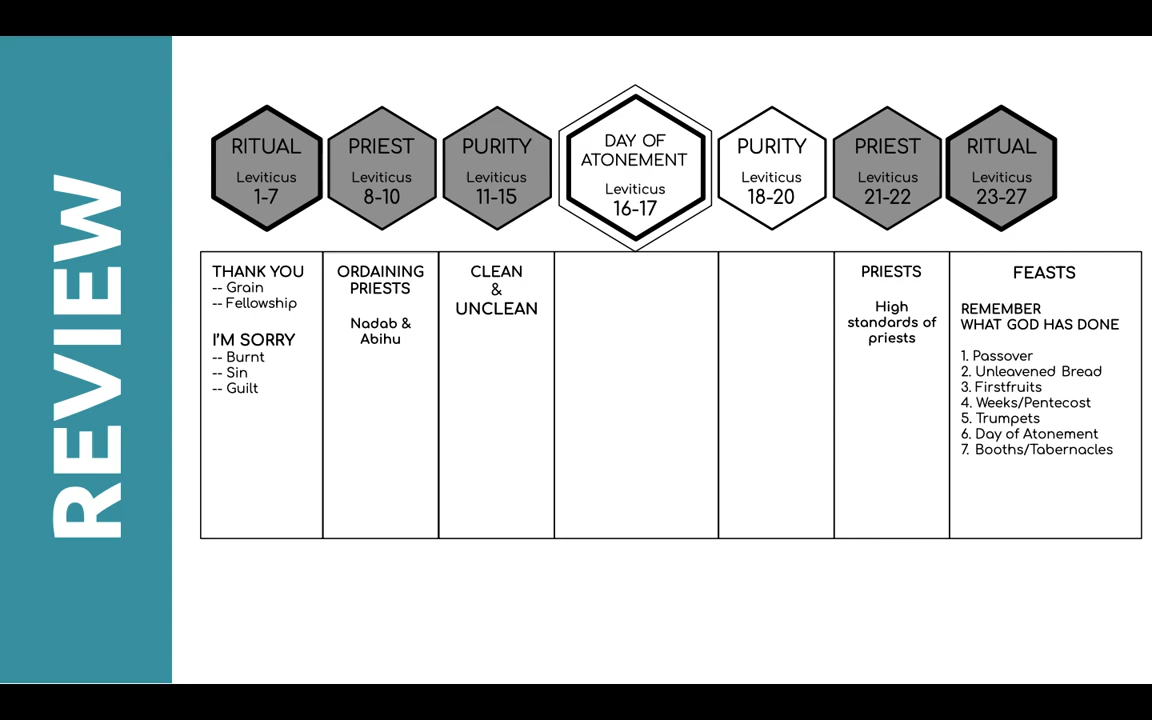 REVIEW
RITUAL
Leviticus
1-7
PRIEST
Leviticus
8-10
PURITY
Leviticus
11-15
DAY OF
ATONEMENT
Leviticus
16-17
PURITY
Leviticus
18-20
PRIEST
Leviticus
21-22
RITUAL
Leviticus
23-27
THANK YOU
-- Grain
-- Fellowship
I'M SORRY
-- Burnt
-- Sin
-- Guilt
ORDAINING
PRIESTS
Nadab &
Abihu
CLEAN
&
UNCLEAN
PRIESTS
High
standards of
priests
FEASTS
REMEMBER
WHAT GOD HAS DONE
1. Passover
2. Unleavened Bread
3. Firstfruits
4. Weeks/Pentecost
5. Trumpets
6. Day of Atonement
7. Booths/Tabernacles